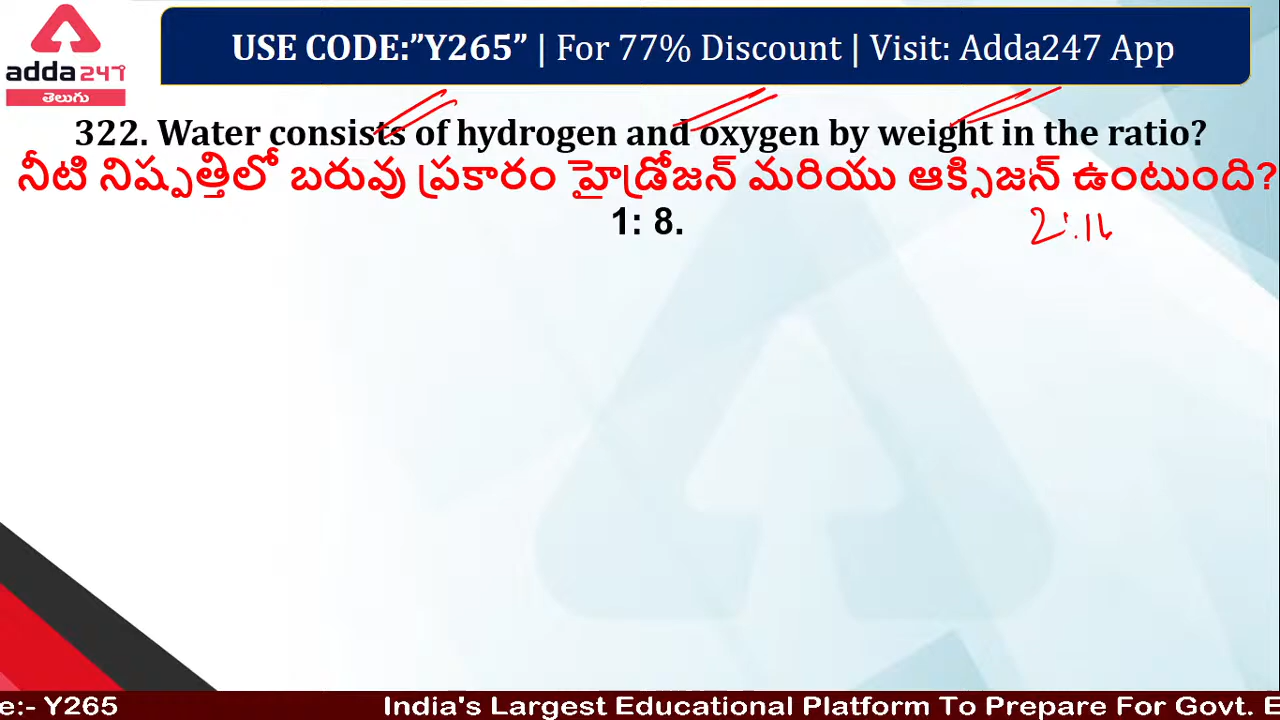 USE CODE:”Y265” | For 77% Discount | Visit: Adda247 App
adda247
తెలుగు
322. Water consists of hydrogen and oxygen by weight in the ratio?
నీటి నిష్పత్తిలో బరువు ప్రకారం హైడ్రోజన్ మరియు ఆక్సిజన్ ఉంటుంది?
1: 8.
2:16
e:- Y265 India's Largest Educational Platform To Prepare For Govt. E